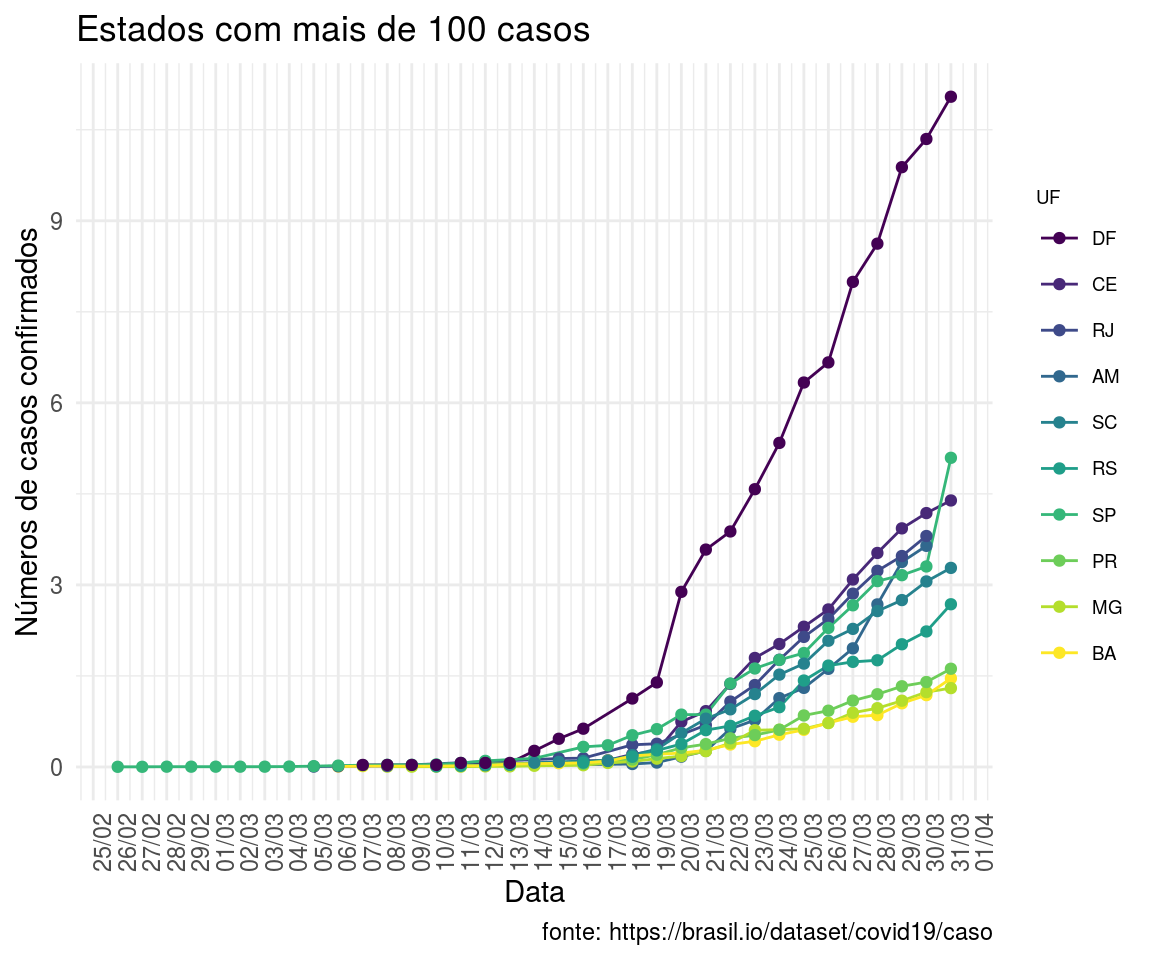 Estados com mais de 100 casos
Números de casos confirmados
9
6
3
0
25/02
26/02
27/02
28/02
29/02
01/03
02/03
03/03
04/03
05/03
06/03
07/03
08/03
09/03
10/03
11/03
12/03
13/03
14/03
15/03
16/03
17/03
18/03
19/03
20/03
21/03
22/03
23/03
24/03
25/03
26/03
27/03
28/03
29/03
30/03
31/03
01/04
Data
UF
DF
CE
RJ
AM
SC
RS
SP
PR
MG
BA
fonte: https://brasil.io/dataset/covid19/caso